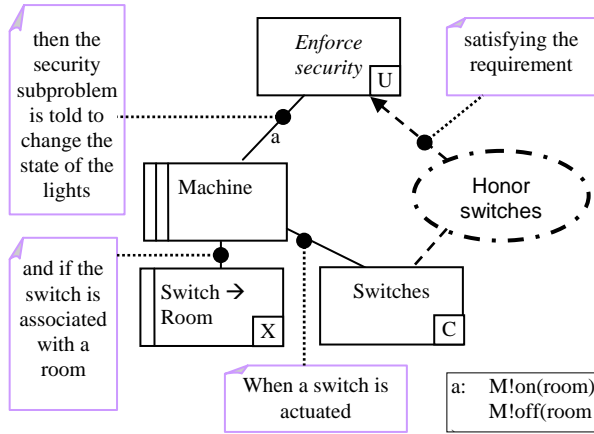 then the
security
subproblem
is told to
change the
state of the
lights
Enforce
security
U
satisfying the
requirement
a
Machine
Honor
switches
and if the
switch is
associated
with a
room
Switch →
Room
X
Switches
C
When a switch is
actuated
a: M!on(room)
M!off(room